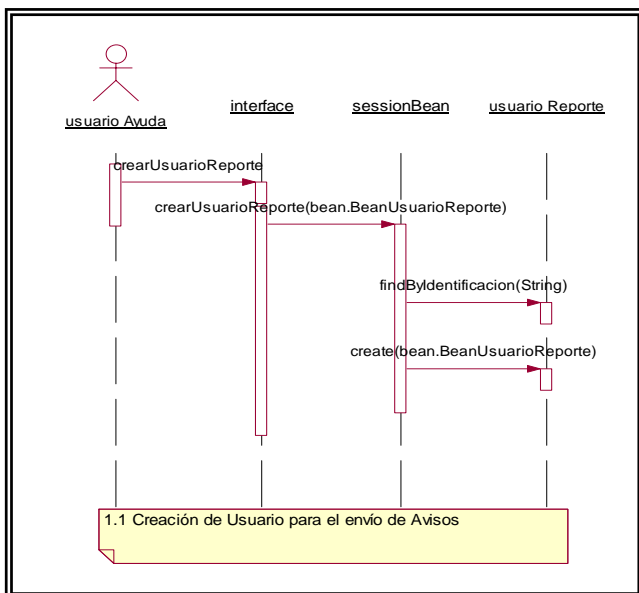 usuario Ayuda
interface
sessionBean
usuario Reporte
crearUsuarioReporte
crearUsuarioReporte(bean.BeanUsuarioReporte)
findByIdentificacion(String)
create(bean.BeanUsuarioReporte)
1.1 Creación de Usuario para el envío de Avisos